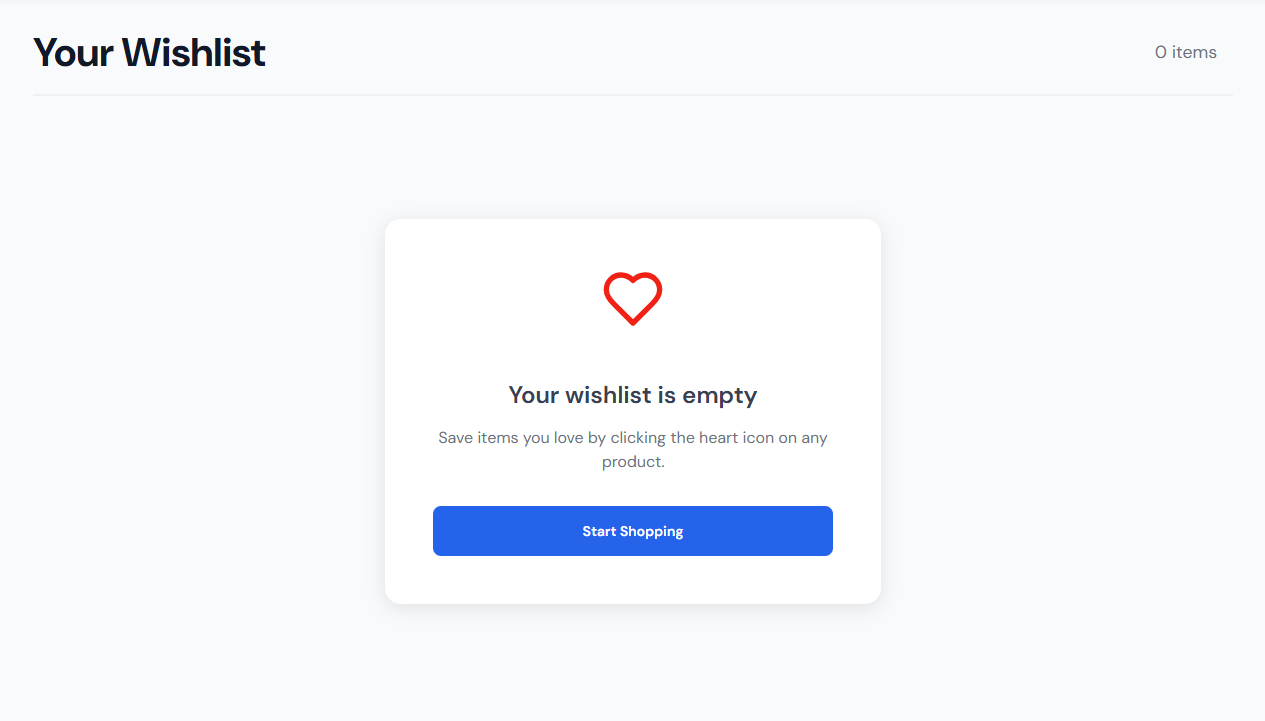 Your Wishlist
0 items
Your wishlist is empty
Save items you love by clicking the heart icon on any
product.
Start Shopping